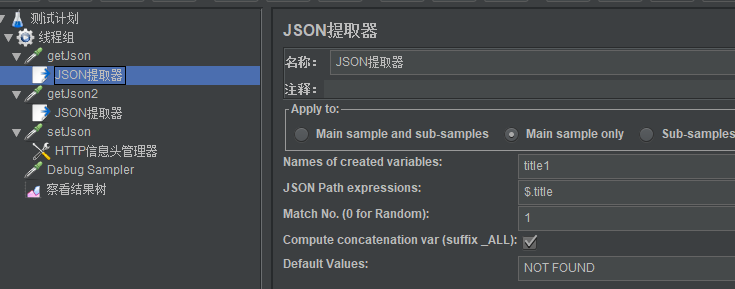 测试计划
线程组
getJson
JSON提取器
getJson2
JSON提取器
setJson
HTTP信息头管理器
Debug Sampler
察看结果树
JSON提取器
名称： JSON提取器
注释：
Apply to:
Main sample and sub-samples Main sample only Sub-samples
Names of created variables: title1
JSON Path expressions: $.title
Match No. (0 for Random): 1
Compute concatenation var (suffix _ALL):
Default Values: NOT FOUND